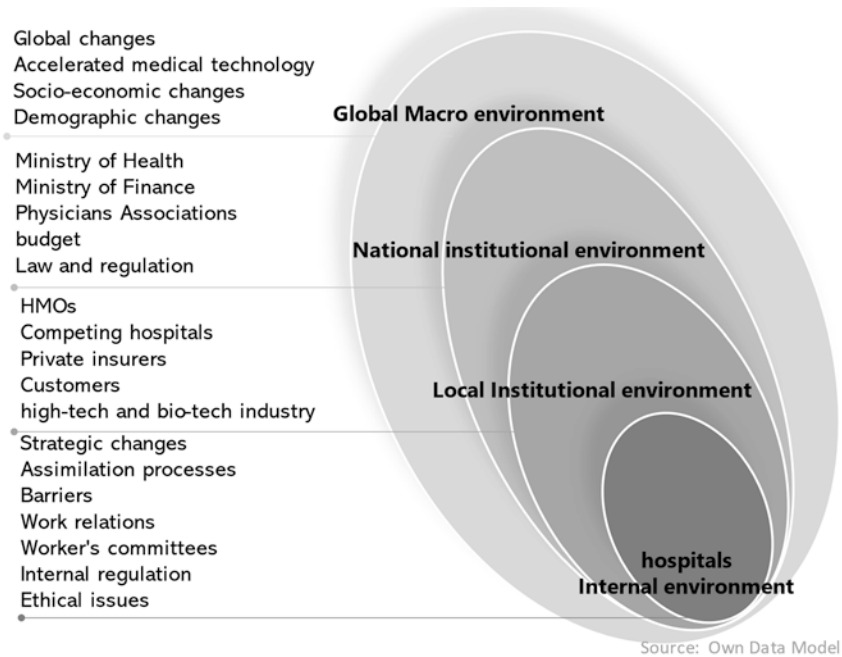 Global changes
Accelerated medical technology
Socio-economic changes
Demographic changes
Global Macro environment
Ministry of Health
Ministry of Finance
Physicians Associations
budget
Law and regulation
National institutional environment
HMOs
Competing hospitals
Private insurers
Customers
high-tech and bio-tech industry
Local Institutional environment
Strategic changes
Assimilation processes
Barriers
Work relations
Worker's committees
Internal regulation
Ethical issues
hospitals
Internal environment
Source: Own Data Model